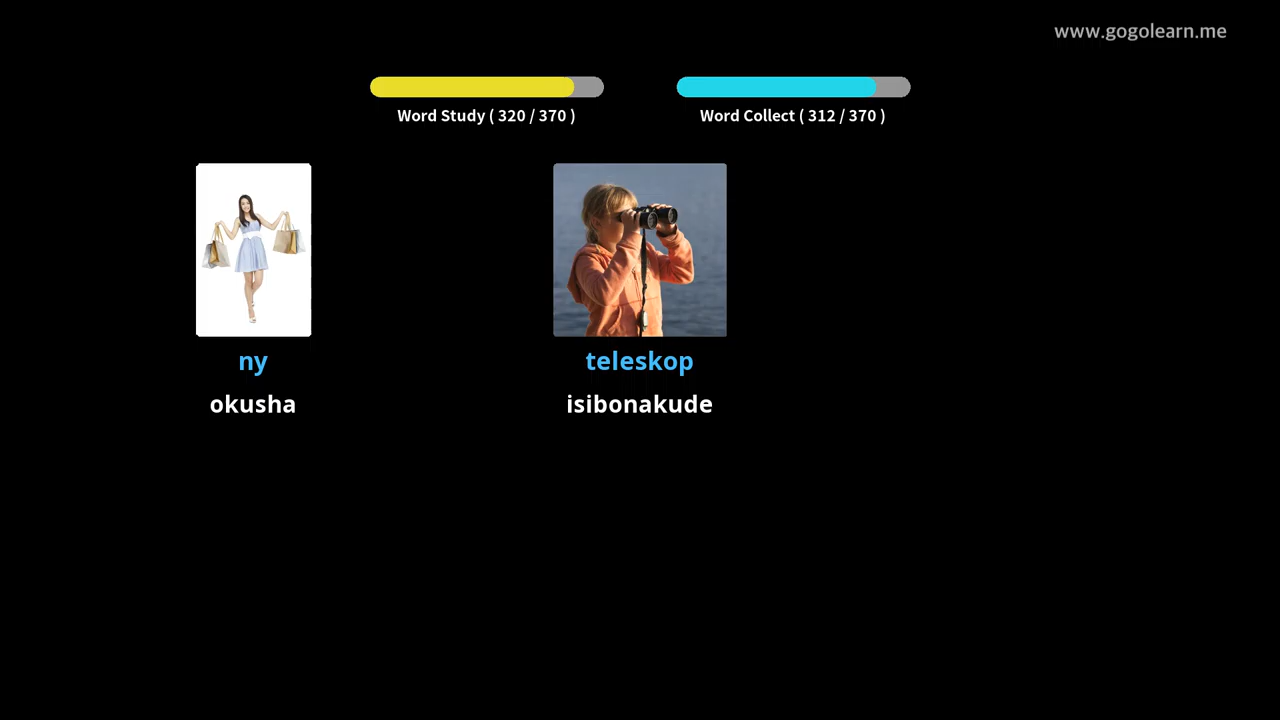 www.gogolearn.me
Word Study ( 320 / 370 )
Word Collect ( 312 / 370 )
ny
teleskop
okusha
isibonakude